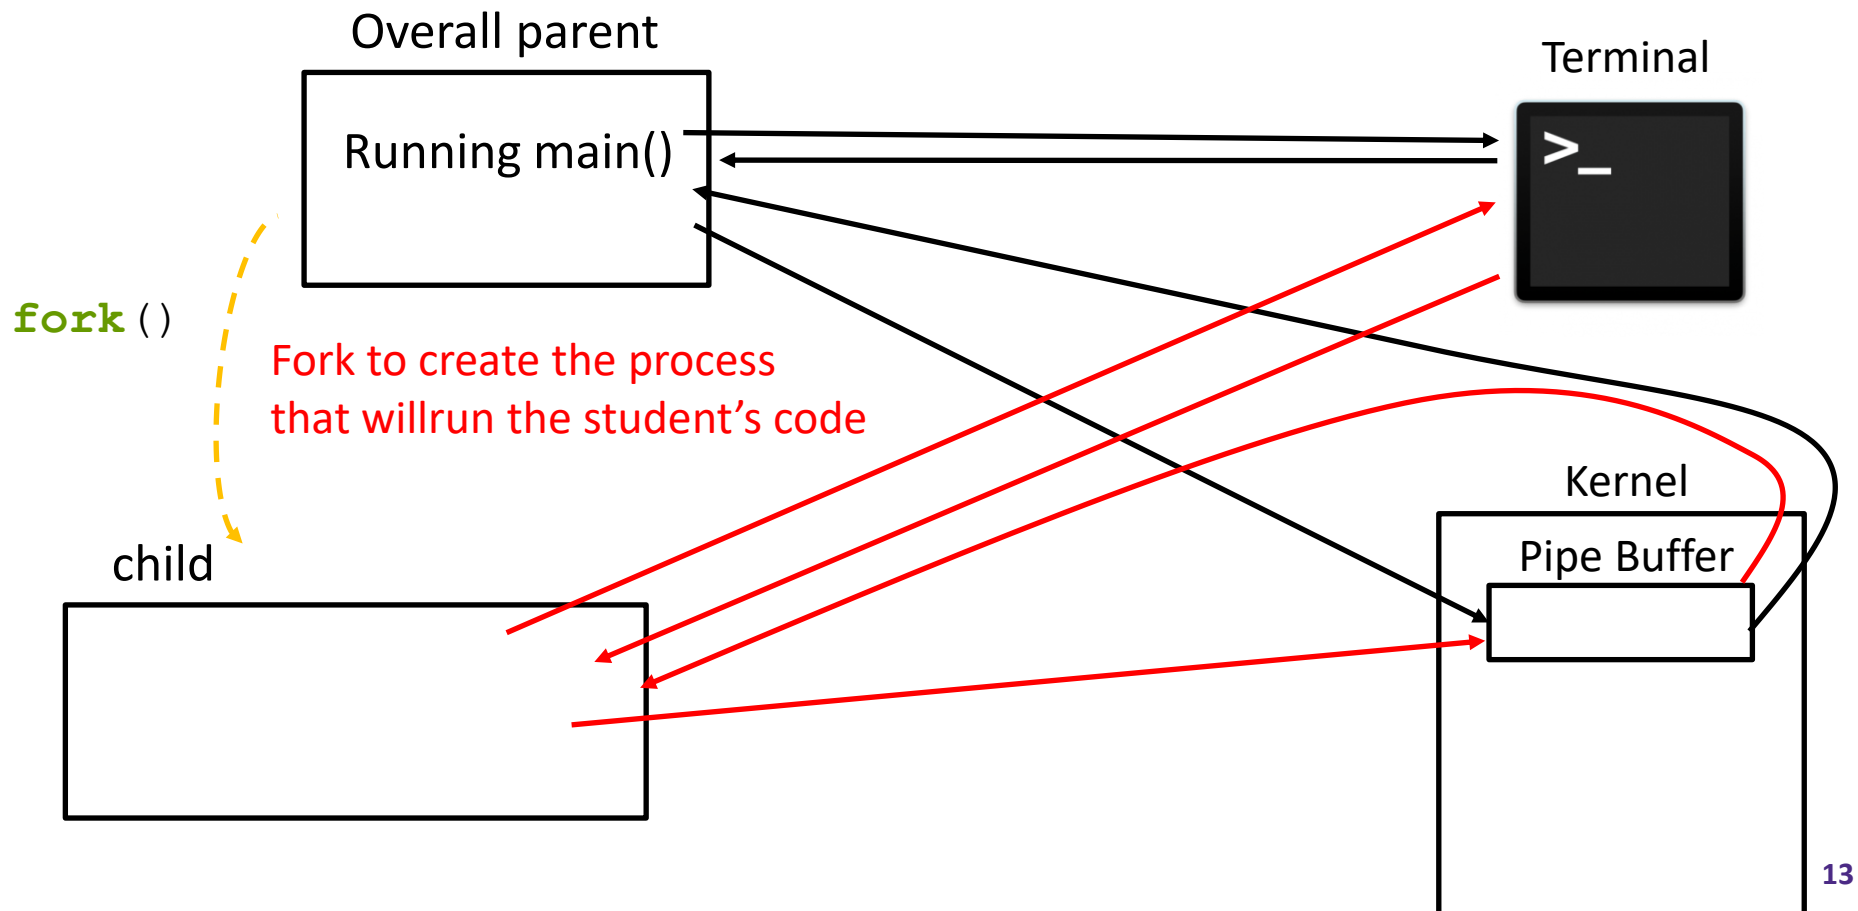 Overall parent
Terminal
Running main()
>_
fork()
Fork to create the process
that willrun the student’s code
Kernel
child
Pipe Buffer
13